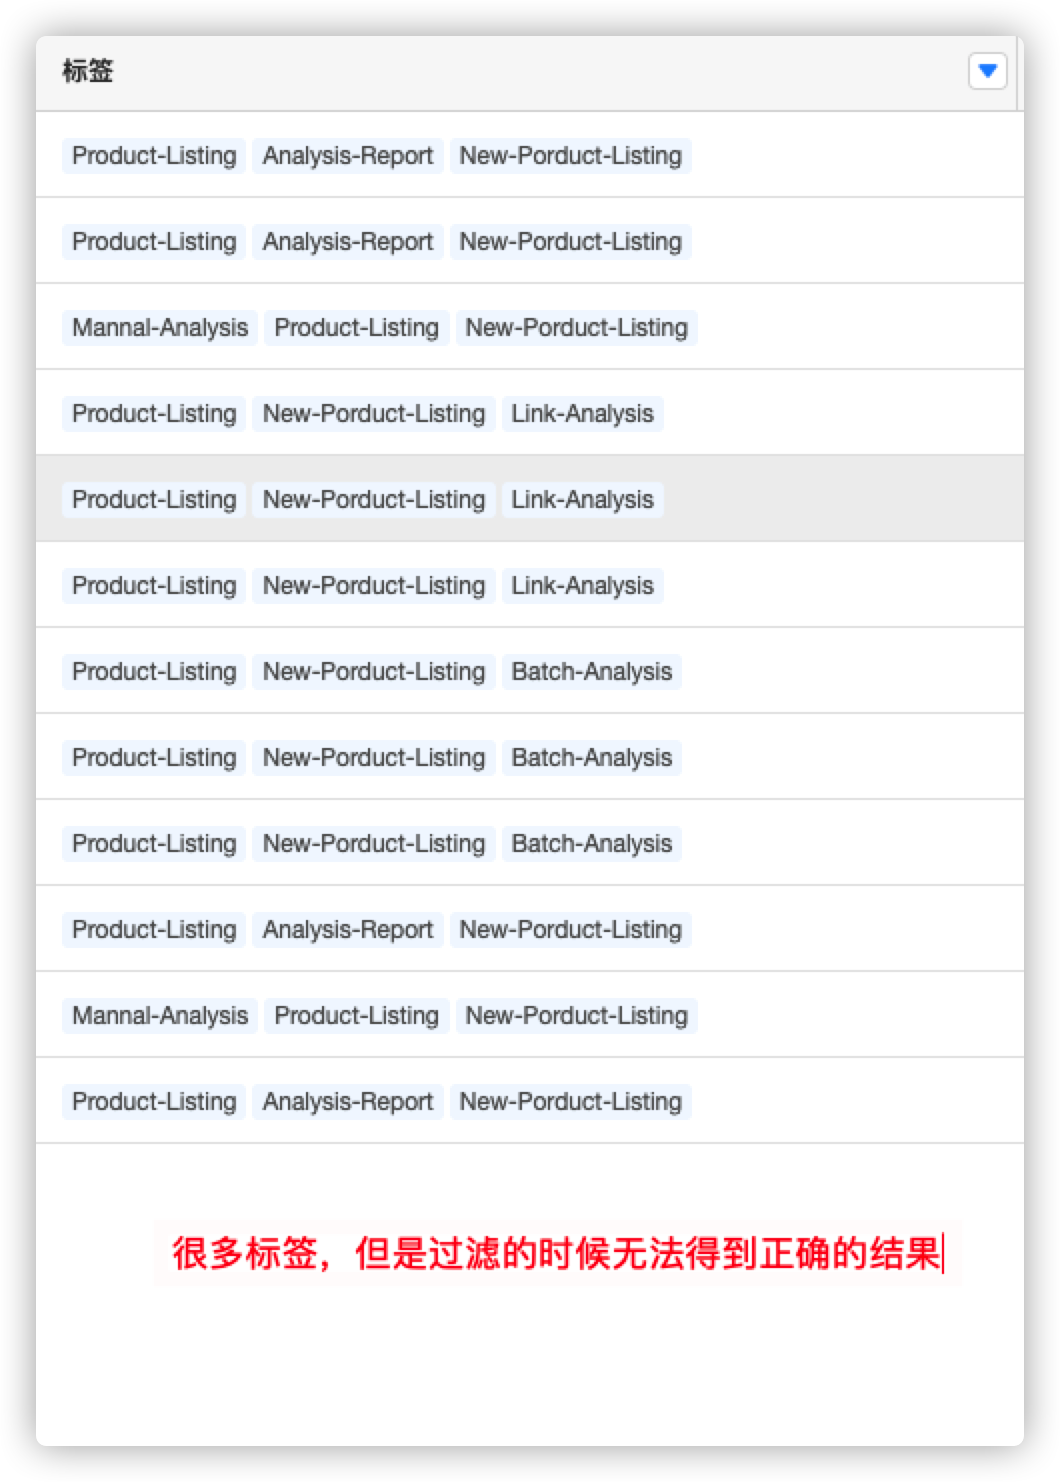 标签
Product-Listing Analysis-Report New-Porduct-Listing
Product-Listing Analysis-Report New-Porduct-Listing
Mannal-Analysis Product-Listing New-Porduct-Listing
Product-Listing New-Porduct-Listing Link-Analysis
Product-Listing New-Porduct-Listing Link-Analysis
Product-Listing New-Porduct-Listing Link-Analysis
Product-Listing New-Porduct-Listing Batch-Analysis
Product-Listing New-Porduct-Listing Batch-Analysis
Product-Listing New-Porduct-Listing Batch-Analysis
Product-Listing Analysis-Report New-Porduct-Listing
Mannal-Analysis Product-Listing New-Porduct-Listing
Product-Listing Analysis-Report New-Porduct-Listing
很多标签，但是过滤的时候无法得到正确的结果